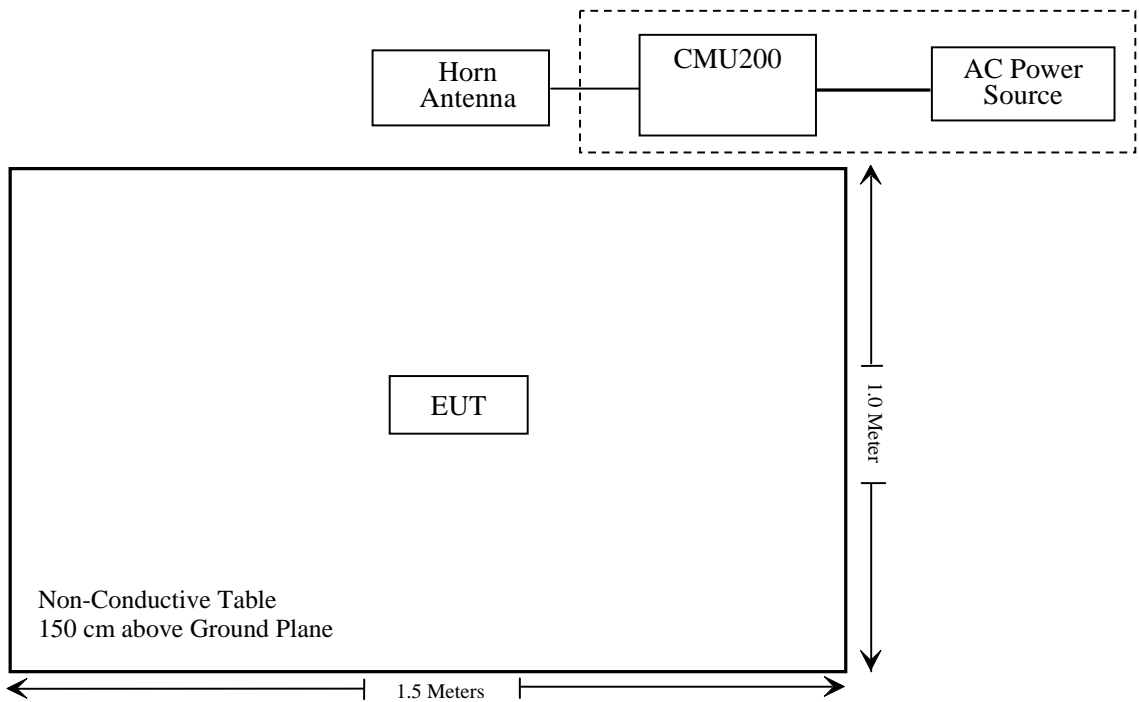 Horn
Antenna
CMU200
AC Power
Source
EUT
1.0 Meter
Non-Conductive Table
150 cm above Ground Plane
1.5 Meters